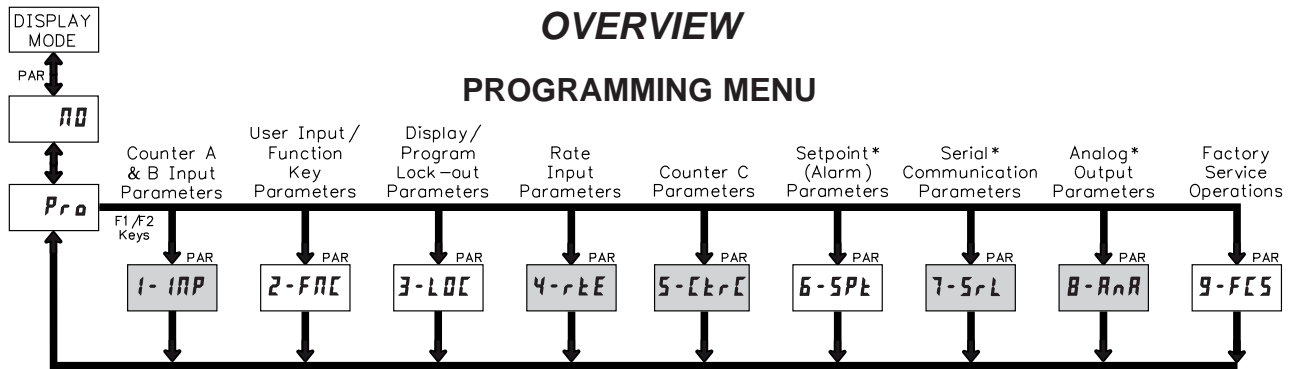 DISPLAY
MODE
OVERVIEW
PAR
PROGRAMMING MENU
NO
Pro
F1/F2
Keys
Counter A
& B Input
Parameters
User Input/
Function
Key
Parameters
Display/
Program
Lock-out
Parameters
Rate
Input
Parameters
Counter C
Parameters
Setpoint*
(Alarm)
Parameters
Serial*
Communication
Parameters
Analog*
Output
Parameters
Factory
Service
Operations
PAR PAR PAR PAR PAR PAR PAR PAR PAR
1-INP 2-FNC 3-LOC 4-rtE 5-CtrC 6-SPt 7-SrL 8-AnA 9-FCS